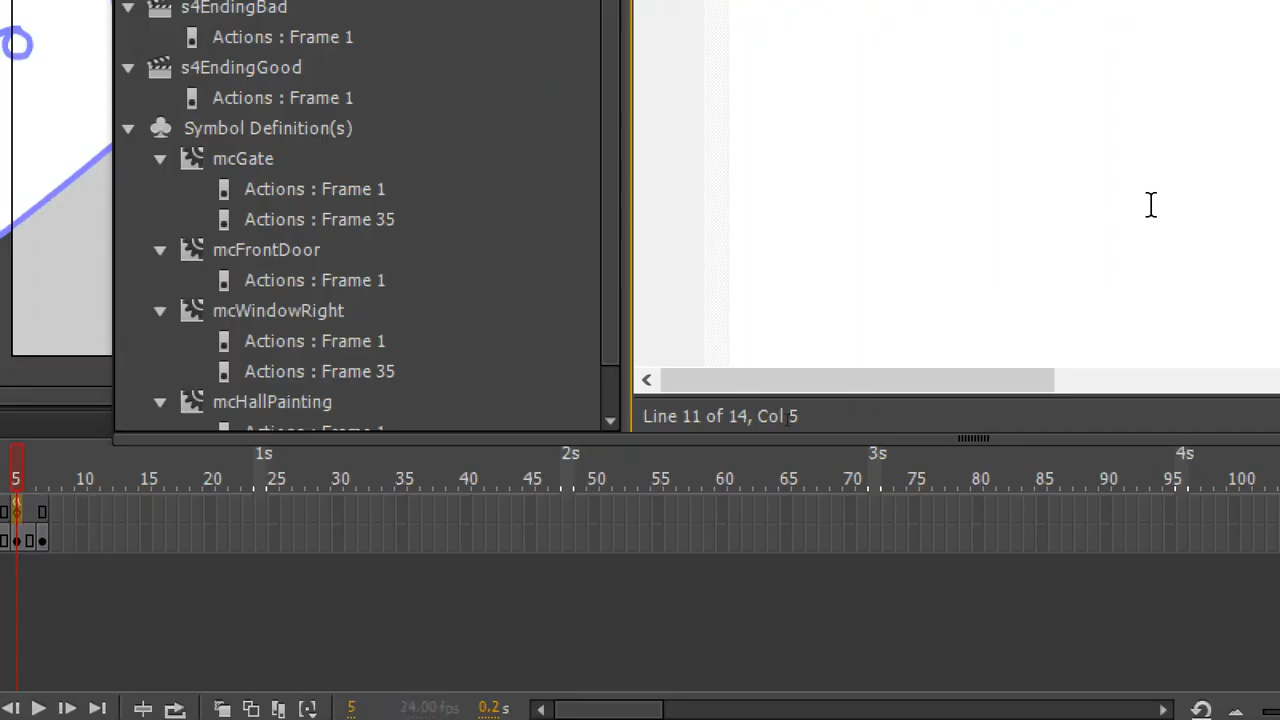 s4EndingBad
Actions : Frame 1
s4EndingGood
Actions : Frame 1
Symbol Definition(s)
mcGate
Actions : Frame 1
Actions : Frame 35
mcFrontDoor
Actions : Frame 1
mcWindowRight
Actions : Frame 1
Actions : Frame 35
mcHallPainting
Line 11 of 14, Col 5
1s 2s 3s 4s
5 10 15 20 25 30 35 40 45 50 55 60 65 70 75 80 85 90 95 100
5 24.00 fps 0.2 s